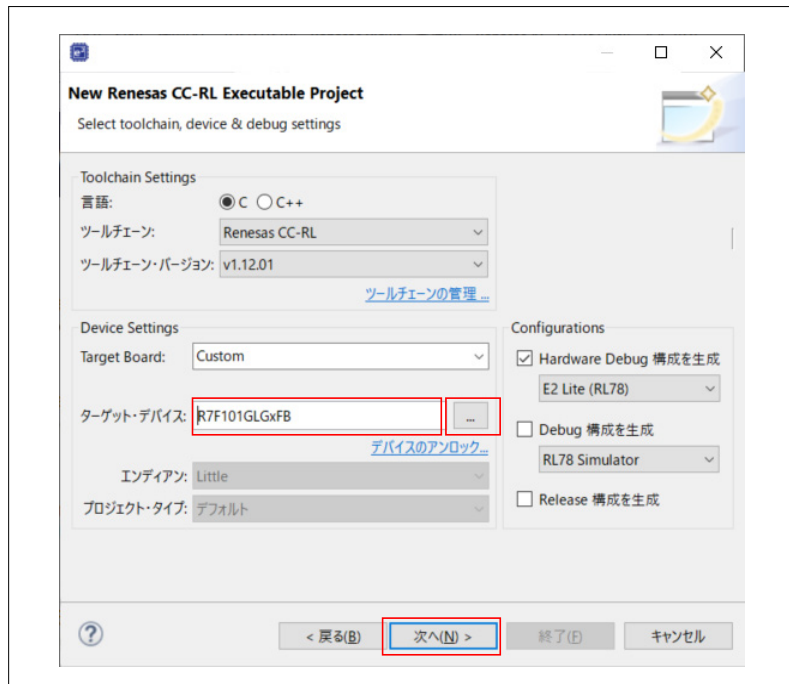 New Renesas CC-RL Executable Project
Select toolchain, device & debug settings
Toolchain Settings
言語: C C++
ツールチェーン: Renesas CC-RL
ツールチェーン・バージョン: v1.12.01
ツールチェーンの管理 ...
Device Settings
Target Board: Custom
ターゲット・デバイス: R7F101GLGxFB ...
デバイスのアンロック...
エンディアン: Little
プロジェクト・タイプ: デフォルト
Configurations
Hardware Debug 構成を生成
E2 Lite (RL78)
Debug 構成を生成
RL78 Simulator
Release 構成を生成
? < 戻る(B) 次へ(N) > 終了(F) キャンセル